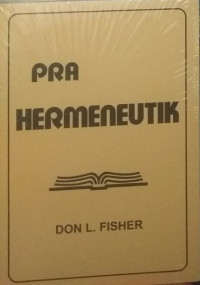 PRA
HERMENEUTIK
DON L. FISHER